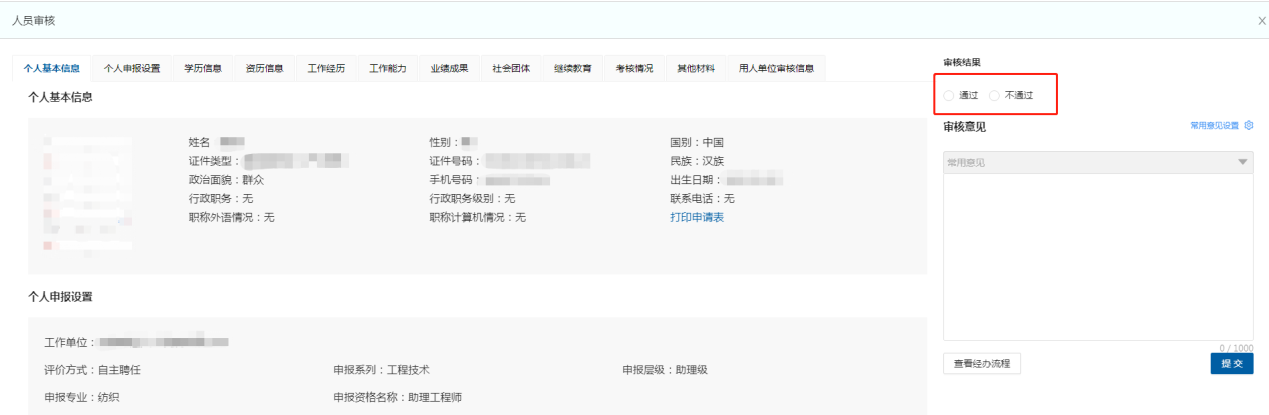 人员审核 X
个人基本信息 个人申报设置 学历信息 资历信息 工作经历 工作能力 业绩成果 社会团体 继续教育 考核情况 其他材料 用人单位审核信息
个人基本信息
姓名
性别：
国别：中国
证件类型：
证件号码：
民族：汉族
政治面貌：群众
手机号码：
出生日期：
行政职务：无
行政职务级别：无
联系电话：无
职称外语情况：无
职称计算机情况：无
打印申请表
个人申报设置
工作单位：
评价方式：自主聘任
申报系列：工程技术
申报层级：助理级
申报专业：纺织
申报资格名称：助理工程师
审核结果
通过 不通过
审核意见 常用意见设置
常用意见
0 / 1000
查看经办流程 提交